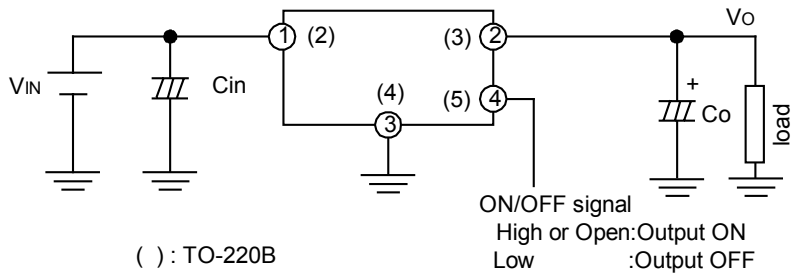 Vo
1 (2) (3) 2
VIN Cin (4) (5) 4 + Co load
3
ON/OFF signal
High or Open:Output ON
( ) : TO-220B Low :Output OFF